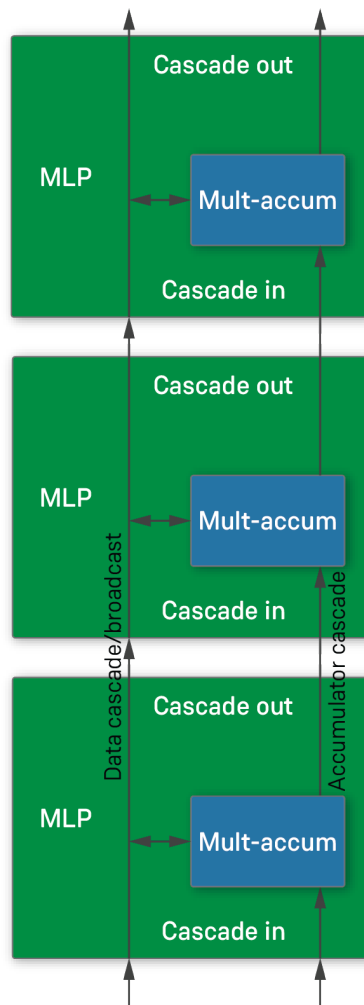 Cascade out
MLP
Mult-accum
Cascade in
Cascade out
MLP
Mult-accum
Cascade in
Data cascade/broadcast
Accumulator cascade
Cascade out
MLP
Mult-accum
Cascade in